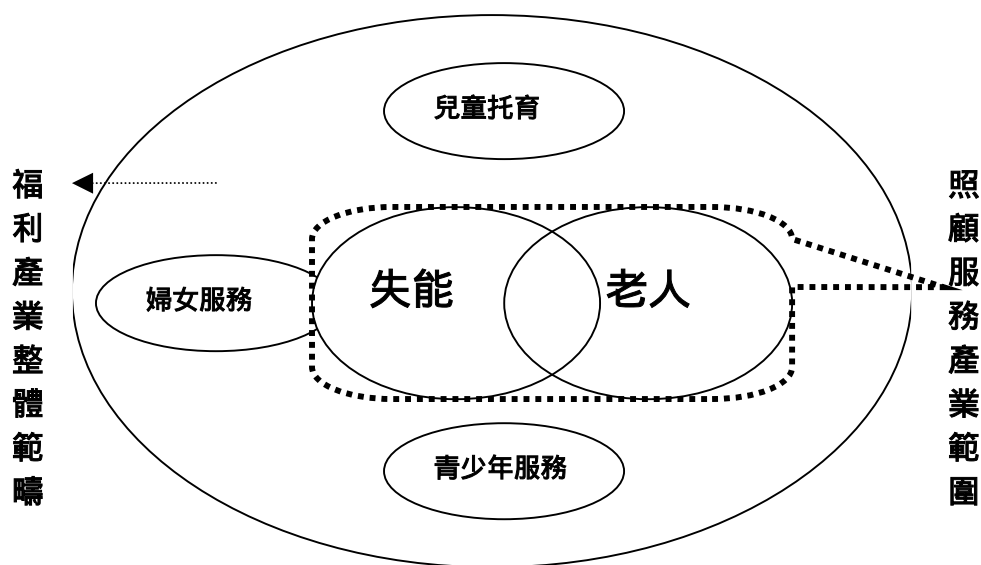 福利產業整體範疇
兒童托育
婦女服務
失能
老人
青少年服務
照顧服務產業範圍